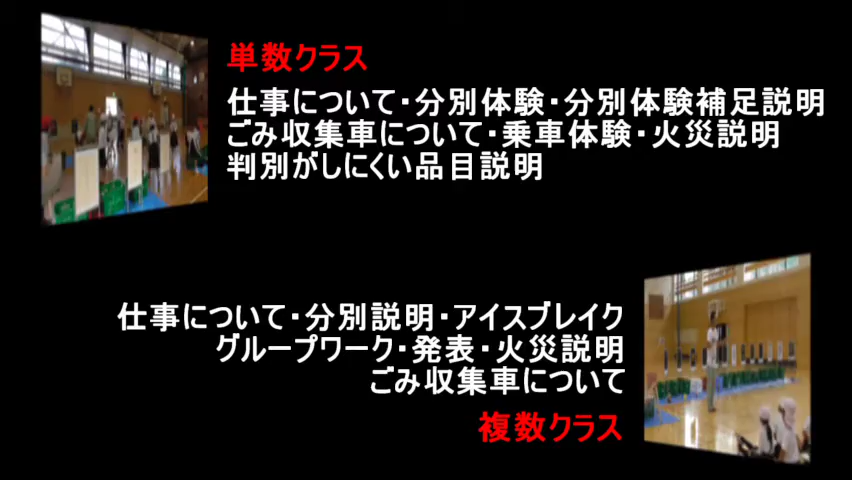 単数クラス
仕事について・分別体験・分別体験補足説明
ごみ収集車について・乗車体験・火災説明
判別がしにくい品目説明
仕事について・分別説明・アイスブレイク
グループワーク・発表・火災説明
ごみ収集車について
複数クラス